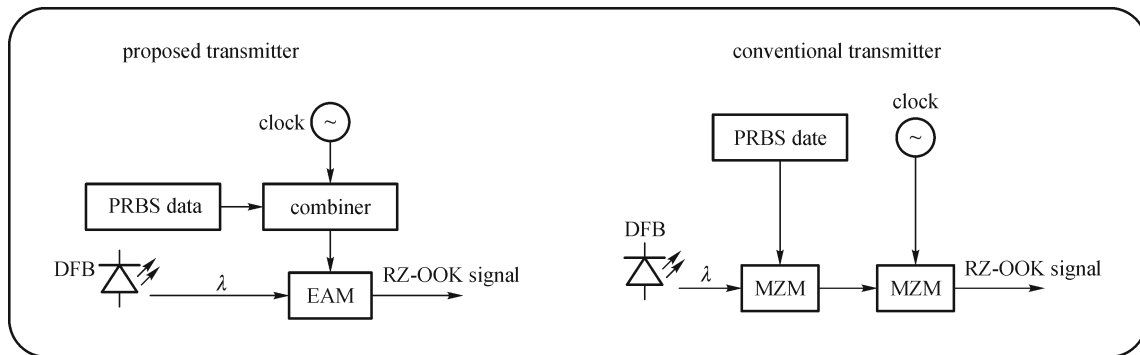 proposed transmitter
clock
~
PRBS data
combiner
DFB
λ
EAM
RZ-OOK signal
conventional transmitter
clock
~
PRBS date
DFB
λ
MZM
MZM
RZ-OOK signal